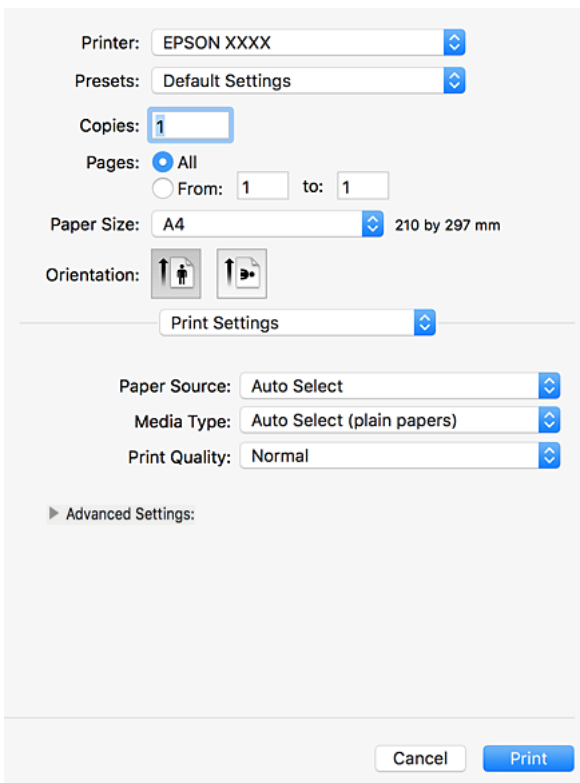 Printer: EPSON XXXX
Presets: Default Settings
Copies: 1
Pages: All
From: 1 to: 1
Paper Size: A4 210 by 297 mm
Orientation:
Print Settings
Paper Source: Auto Select
Media Type: Auto Select (plain papers)
Print Quality: Normal
Advanced Settings:
Cancel Print